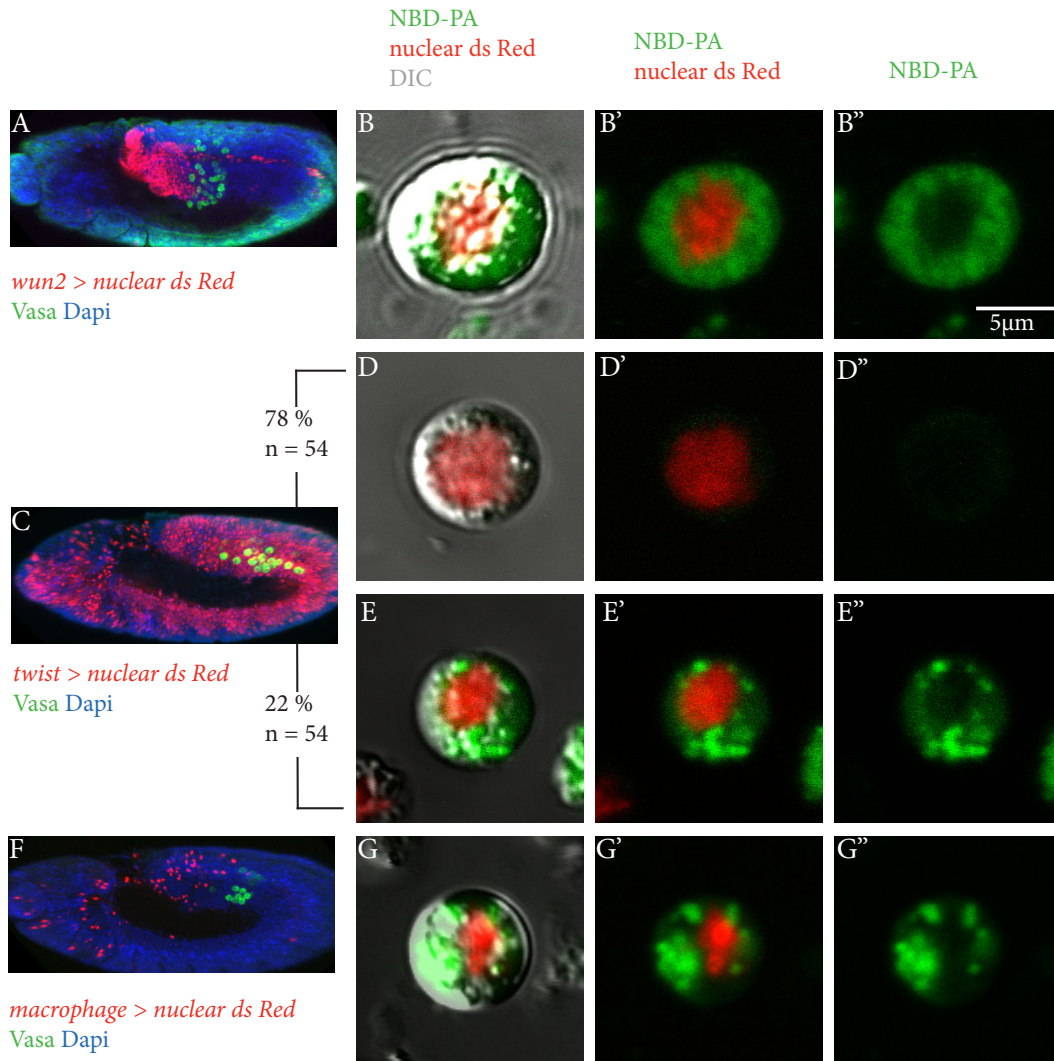 NBD-PA
nuclear ds Red
DIC
NBD-PA
nuclear ds Red
NBD-PA
A
B
B'
B"
wun2 > nuclear ds Red
Vasa Dapi
5μm
D
D'
D"
78 %
n = 54
C
twist > nuclear ds Red
Vasa Dapi
E
E'
E"
22 %
n = 54
F
G
G'
G"
macrophage > nuclear ds Red
Vasa Dapi